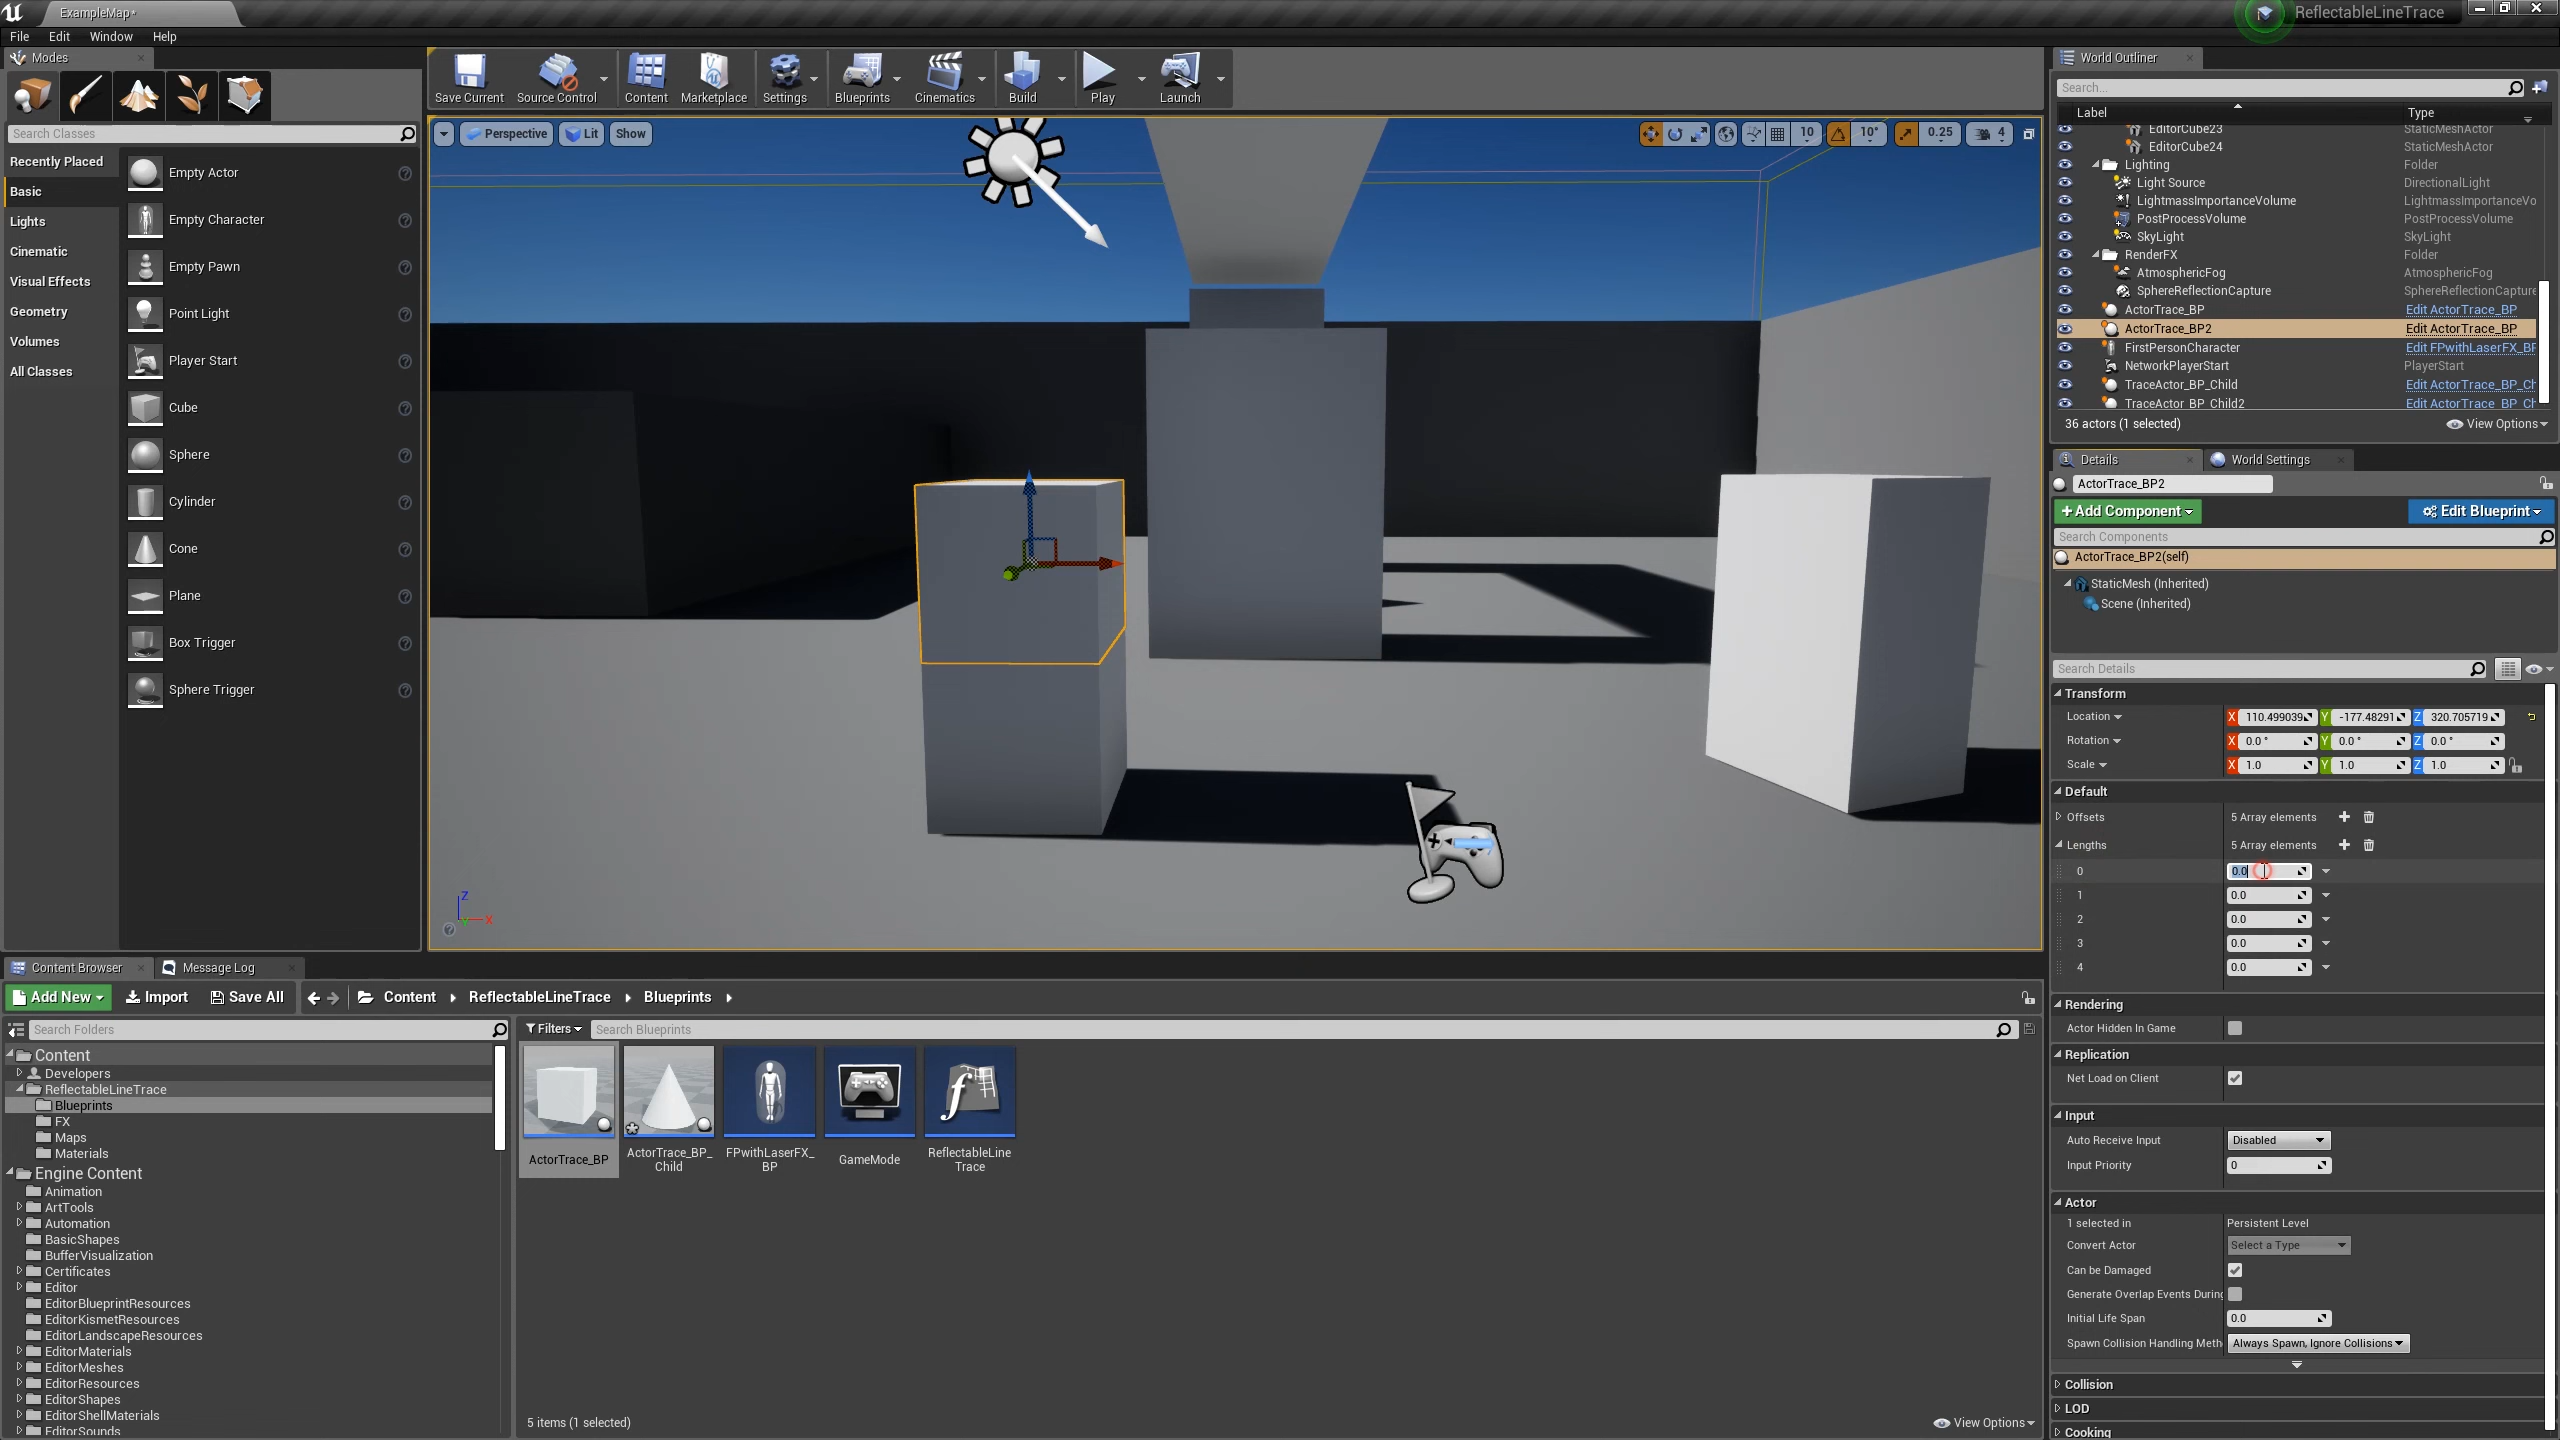 ExampleMap*
ReflectableLineTrace
File Edit Window Help
Modes
Search Classes
Recently Placed
Basic
Lights
Cinematic
Visual Effects
Geometry
Volumes
All Classes
Empty Actor
Empty Character
Empty Pawn
Point Light
Player Start
Cube
Sphere
Cylinder
Cone
Plane
Box Trigger
Sphere Trigger
Save Current Source Control Content Marketplace Settings Blueprints Cinematics Build Play Launch
Perspective Lit Show
10 10° 0.25 4
Z
X
World Outliner
Search...
Label Type
EditorCube23 StaticMeshActor
EditorCube24 StaticMeshActor
Lighting Folder
Light Source DirectionalLight
LightmassImportanceVolume LightmassImportanceVo
PostProcessVolume PostProcessVolume
SkyLight SkyLight
RenderFX Folder
AtmosphericFog AtmosphericFog
SphereReflectionCapture SphereReflectionCapture
ActorTrace_BP Edit ActorTrace_BP
ActorTrace_BP2 Edit ActorTrace_BP
FirstPersonCharacter Edit FPwithLaserFX_BP
NetworkPlayerStart PlayerStart
TraceActor_BP_Child Edit ActorTrace_BP_Ch
TraceActor_BP_Child2 Edit ActorTrace_BP_Ch
36 actors (1 selected) View Options
Details World Settings
ActorTrace_BP2
+Add Component Edit Blueprint
Search Components
ActorTrace_BP2(self)
StaticMesh (Inherited)
Scene (Inherited)
Search Details
Transform
Location X 110.499039 Y -177.48291 Z 320.705719
Rotation X 0.0 ° Y 0.0 ° Z 0.0 °
Scale X 1.0 Y 1.0 Z 1.0
Default
Offsets 5 Array elements
Lengths 5 Array elements
0 0.0
1 0.0
2 0.0
3 0.0
4 0.0
Rendering
Actor Hidden In Game
Replication
Net Load on Client
Input
Auto Receive Input Disabled
Input Priority 0
Actor
1 selected in Persistent Level
Convert Actor Select a Type
Can be Damaged
Generate Overlap Events During
Initial Life Span 0.0
Spawn Collision Handling Meth Always Spawn, Ignore Collisions
Collision
LOD
Cooking
Content Browser Message Log
Add New Import Save All Content ReflectableLineTrace Blueprints
Search Folders
Filters Search Blueprints
Content
Developers
ReflectableLineTrace
Blueprints
FX
Maps
Materials
Engine Content
Animation
ArtTools
Automation
BasicShapes
BufferVisualization
Certificates
Editor
EditorBlueprintResources
EditorKismetResources
EditorLandscapeResources
EditorMaterials
EditorMeshes
EditorResources
EditorShapes
EditorShellMaterials
EditorSounds
ActorTrace_BP
ActorTrace_BP_
Child
FPwithLaserFX_
BP
GameMode
ReflectableLine
Trace
5 items (1 selected) View Options